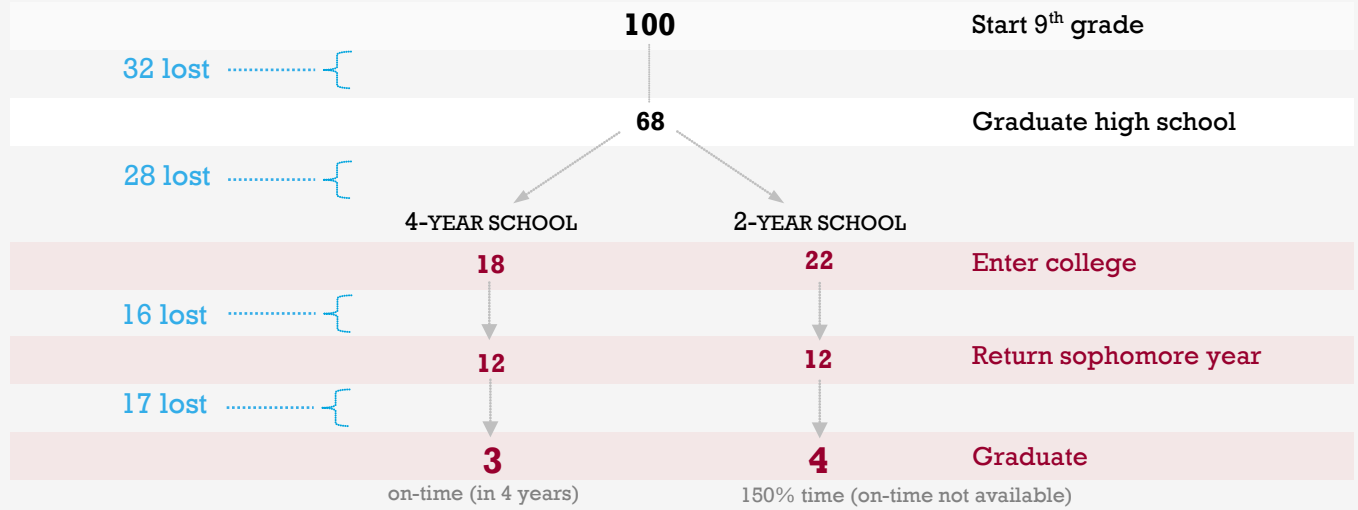 100 Start 9th grade
32 lost
68 Graduate high school
28 lost
4-YEAR SCHOOL 2-YEAR SCHOOL
18 22 Enter college
16 lost
12 12 Return sophomore year
17 lost
3 4 Graduate
on-time (in 4 years) 150% time (on-time not available)